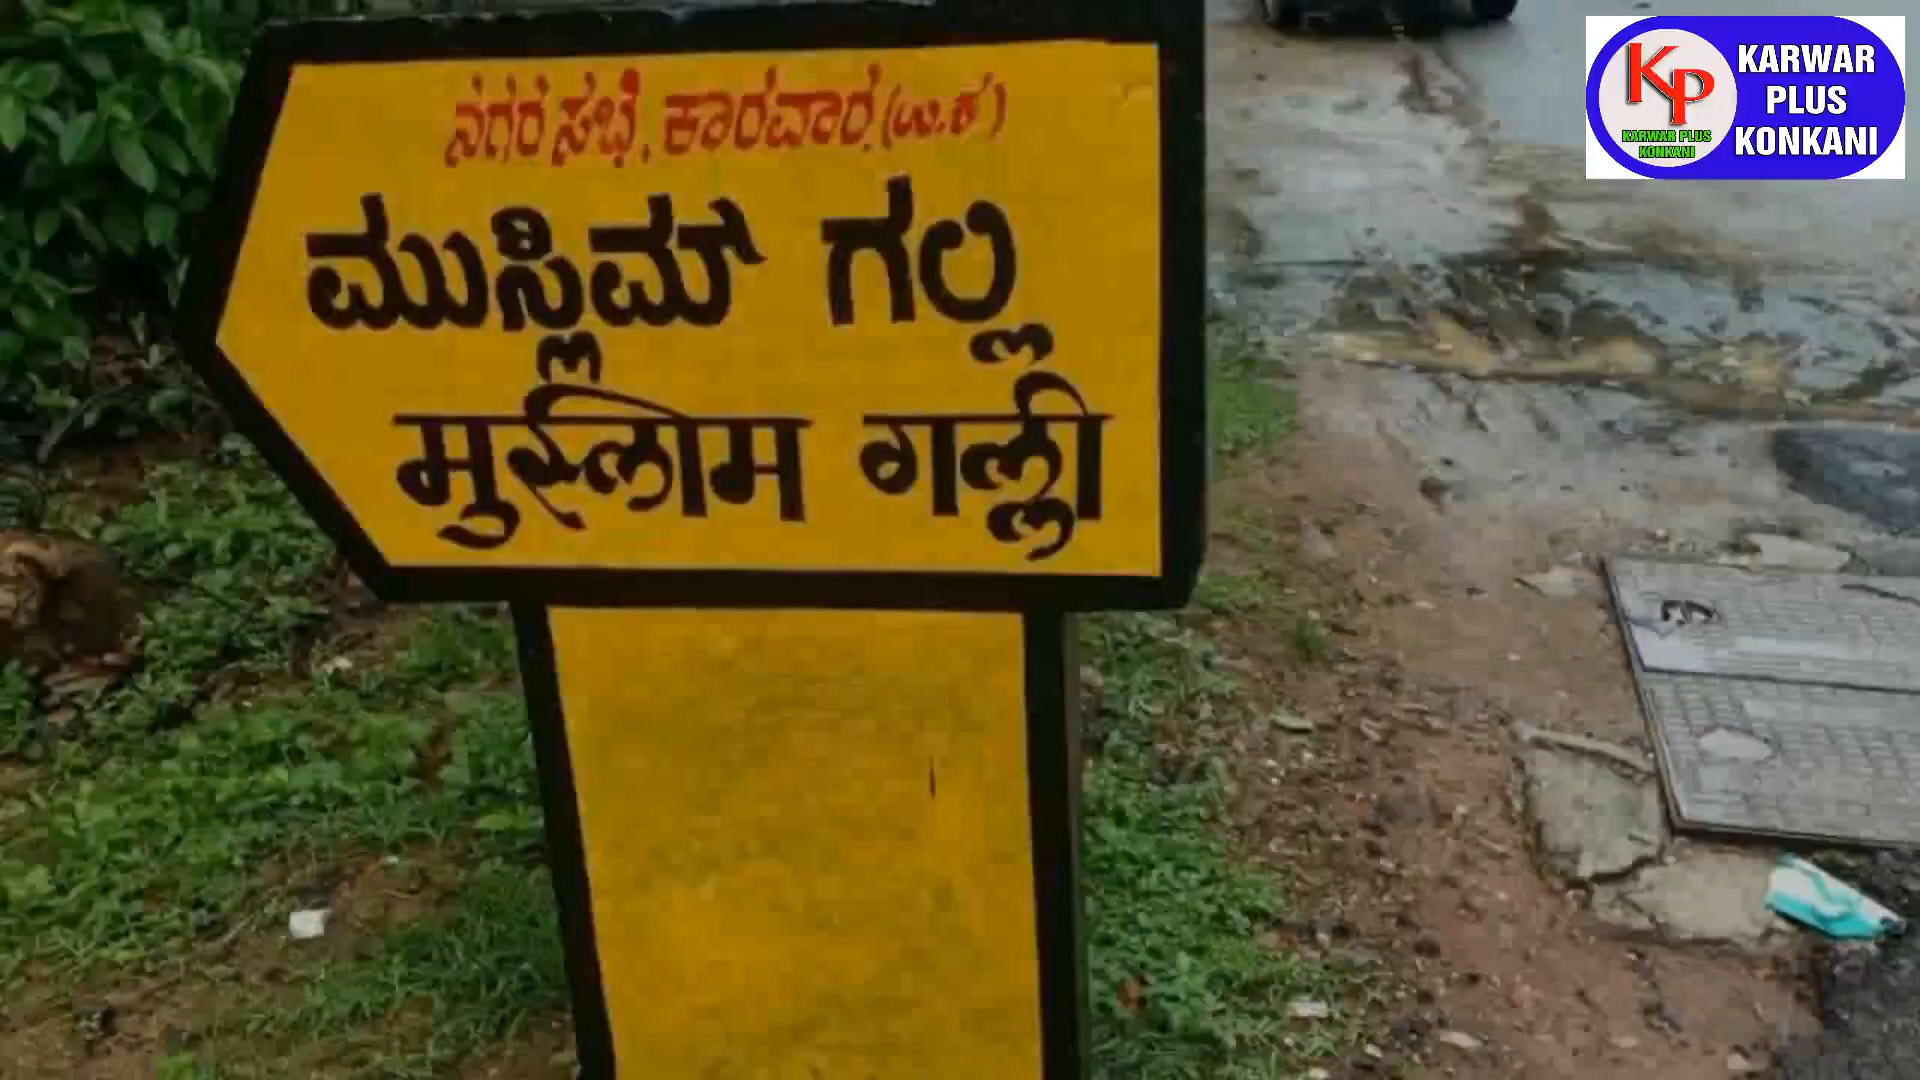 ನಗರ ಸಭೆ, ಕಾರವಾರ (ಉ.ಕ)
ಮುಸ್ಲಿಮ್ ಗಲ್ಲಿ
मुस्लीम गल्ली
KP
KARWAR PLUS
KONKANI
KARWAR
PLUS
KONKANI